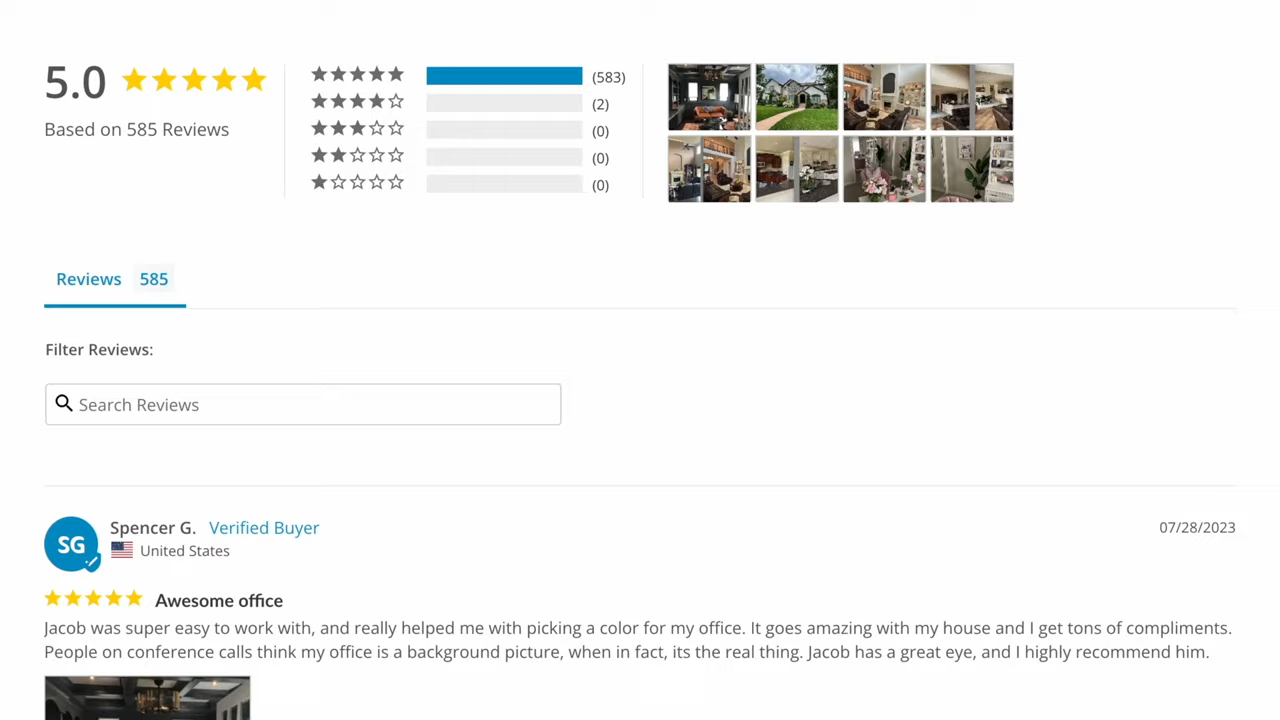 5.0
Based on 585 Reviews
(583)
(2)
(0)
(0)
(0)
Reviews 585
Filter Reviews:
Search Reviews
SG
Spencer G. Verified Buyer
07/28/2023
United States
Awesome office
Jacob was super easy to work with, and really helped me with picking a color for my office. It goes amazing with my house and I get tons of compliments.
People on conference calls think my office is a background picture, when in fact, its the real thing. Jacob has a great eye, and I highly recommend him.